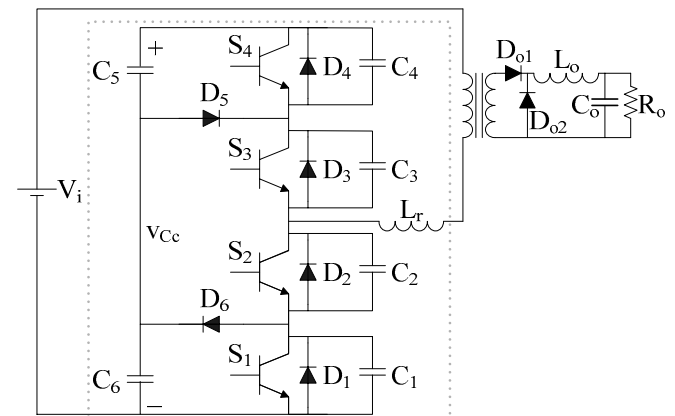 +
S4
C5
D4
C4
D5
S3
D3
C3
Vi
vCc
Lr
S2
D2
C2
D6
S1
D1
C1
C6
−
Do1
Lo
Co
Ro
Do2